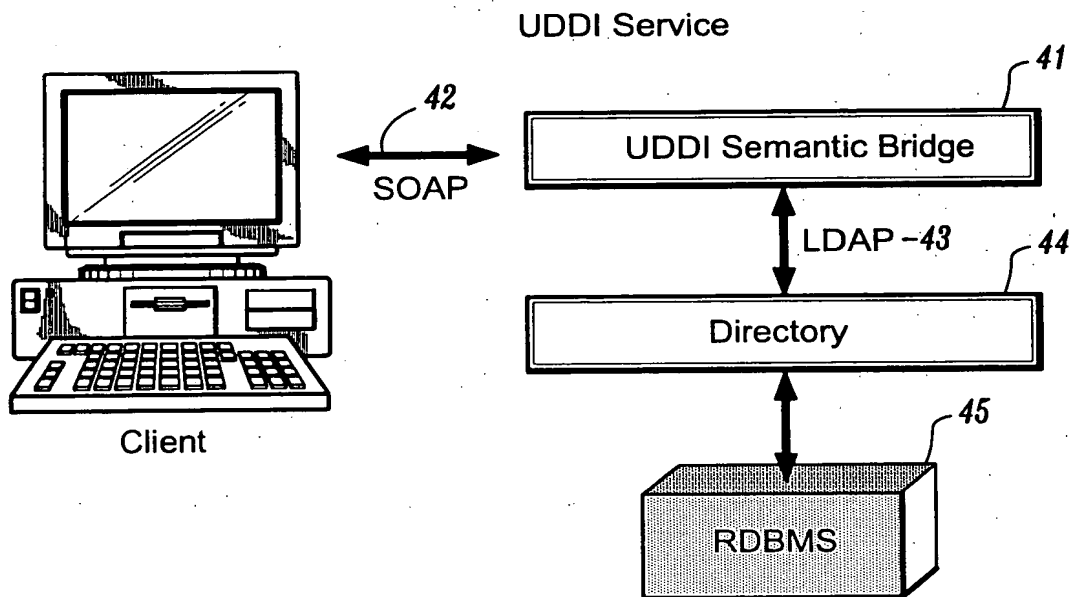 UDDI Service
41
42
UDDI Semantic Bridge
SOAP
LDAP -43
44
Directory
45
Client
RDBMS